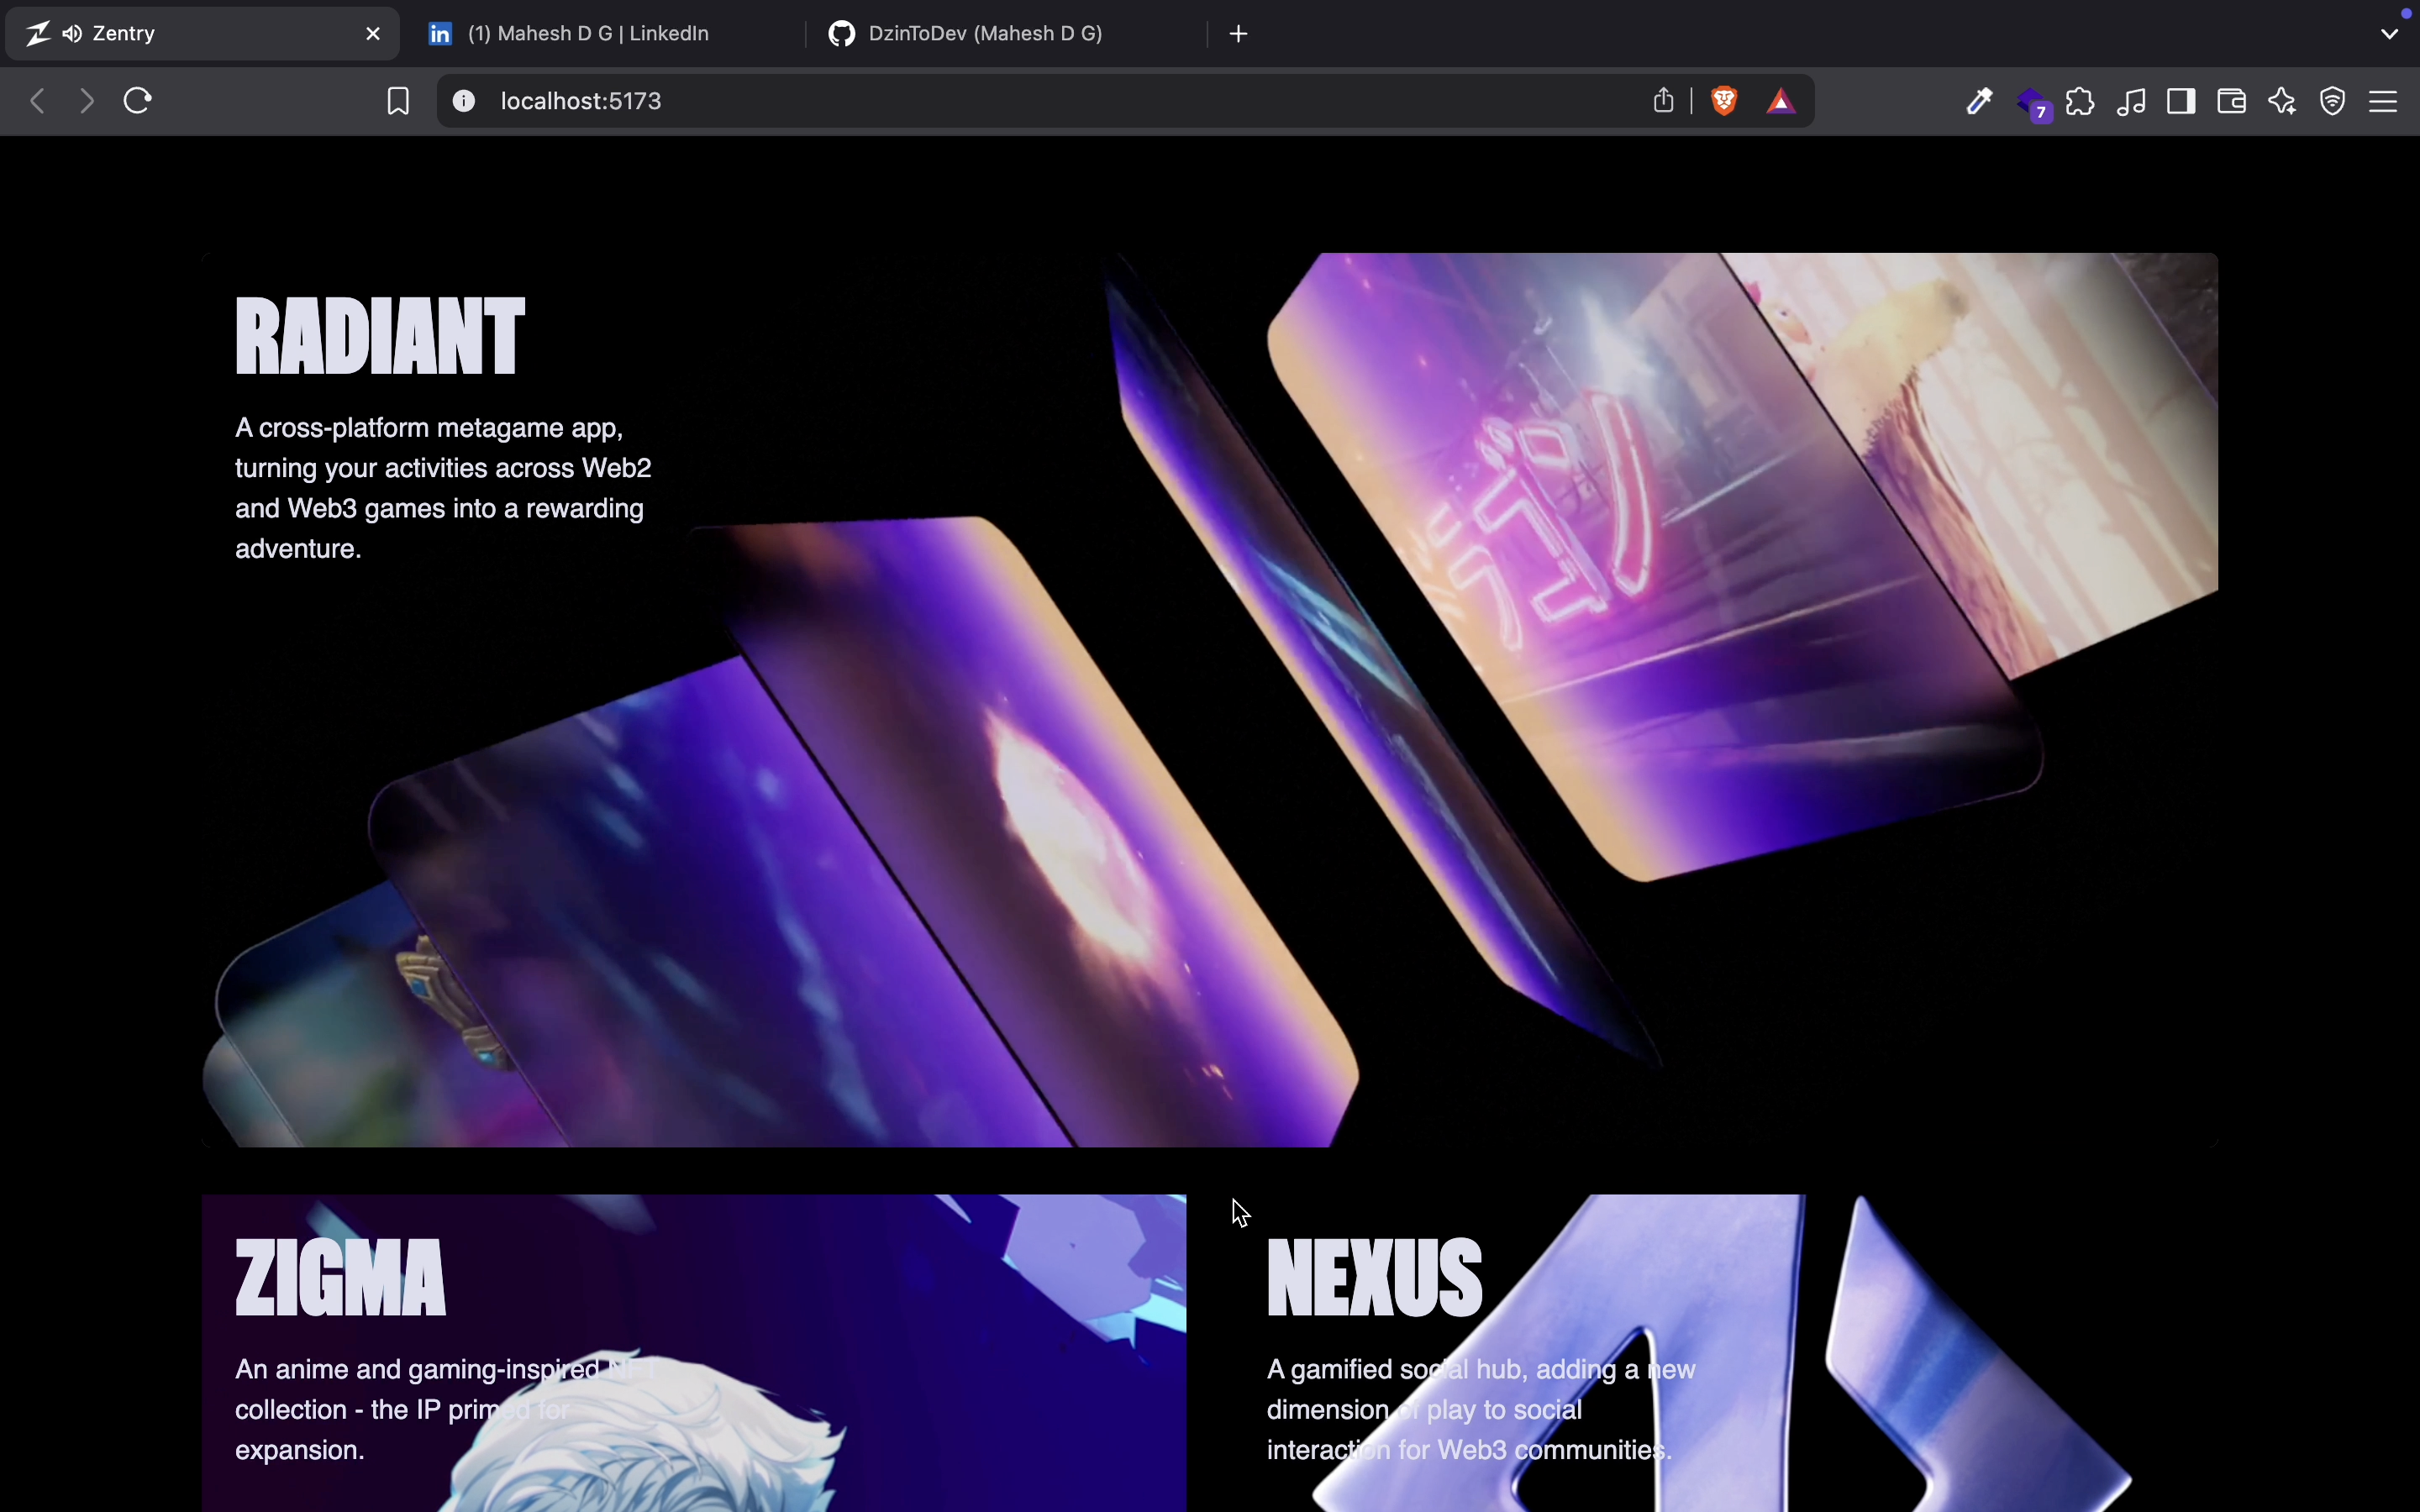 Zentry
(1) Mahesh D G | LinkedIn
DzinToDev (Mahesh D G)
localhost:5173
7
RADIANT
A cross-platform metagame app,
turning your activities across Web2
and Web3 games into a rewarding
adventure.
ZIGMA
An anime and gaming-inspired NFT
collection - the IP primed for
expansion.
NEXUS
A gamified social hub, adding a new
dimension of play to social
interaction for Web3 communities.